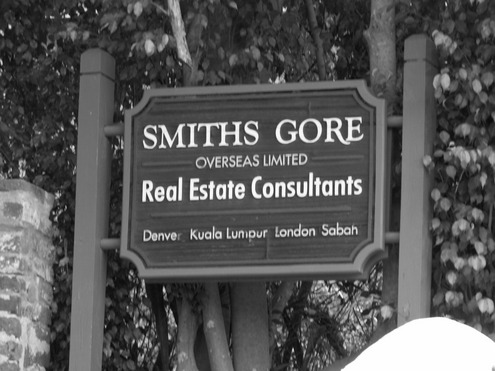 SMITHS GORE
OVERSEAS LIMITED
Real Estate Consultants
Denver Kuala Lumpur London Sabah